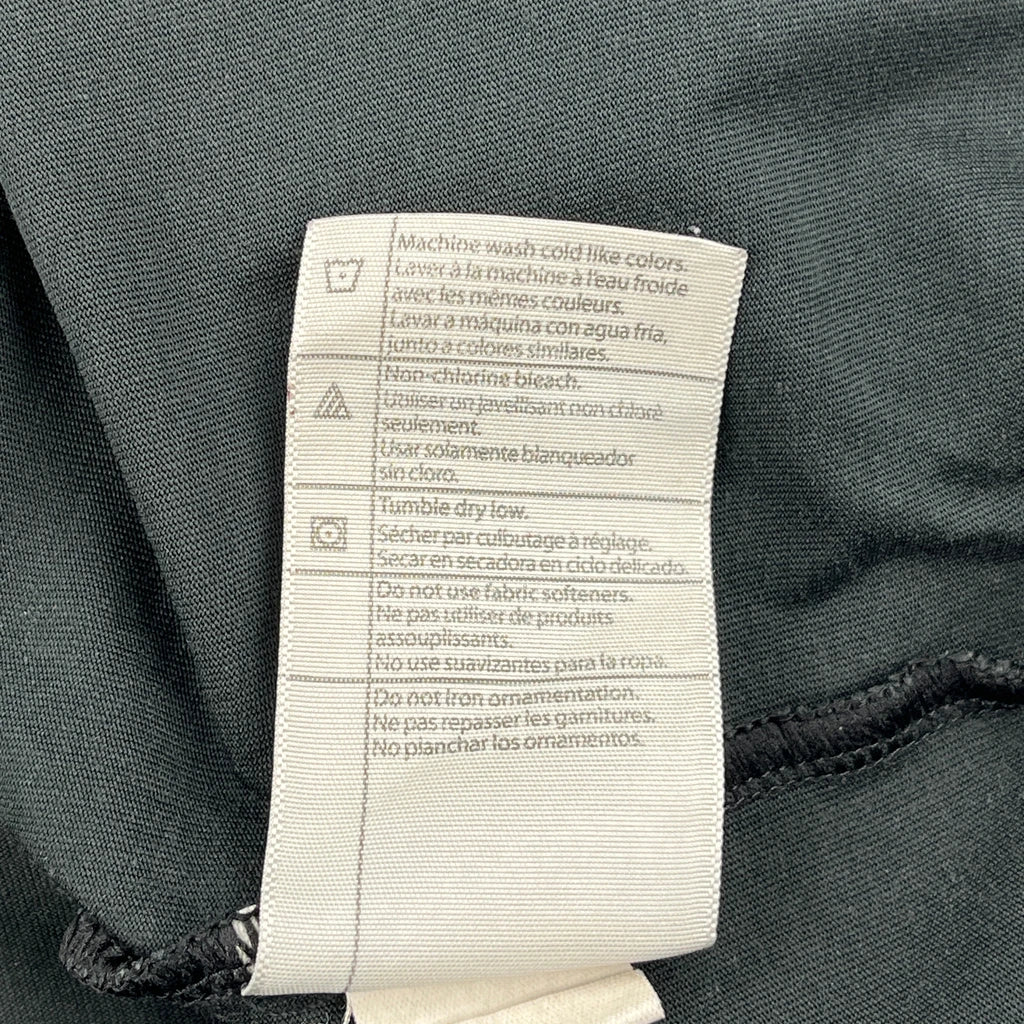 Machine wash cold like colors.
Laver à la machine à l'eau froide
avec les mêmes couleurs.
Lavar a máquina con agua fría,
junto a colores similares.
Non-chlorine bleach.
Utiliser un javellisant non chloré
seulement.
Usar solamente blanqueador
sin cloro.
Tumble dry low.
Sécher par culbutage à réglage.
Secar en secadora en ciclo delicado.
Do not use fabric softeners.
Ne pas utiliser de produits
assouplissants.
No use suavizantes para la ropa.
Do not iron ornamentation.
Ne pas repasser les garnitures.
No planchar los ornamentos.